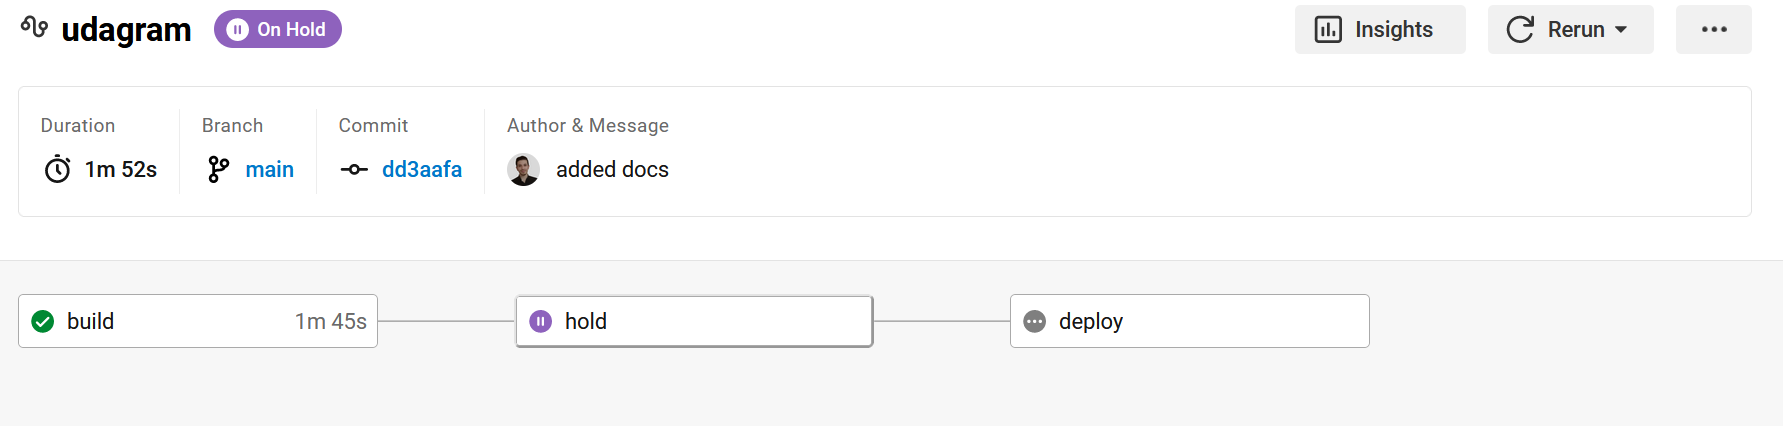 udagram On Hold Insights Rerun
Duration Branch Commit Author & Message
1m 52s main dd3aafa added docs
build 1m 45s hold deploy